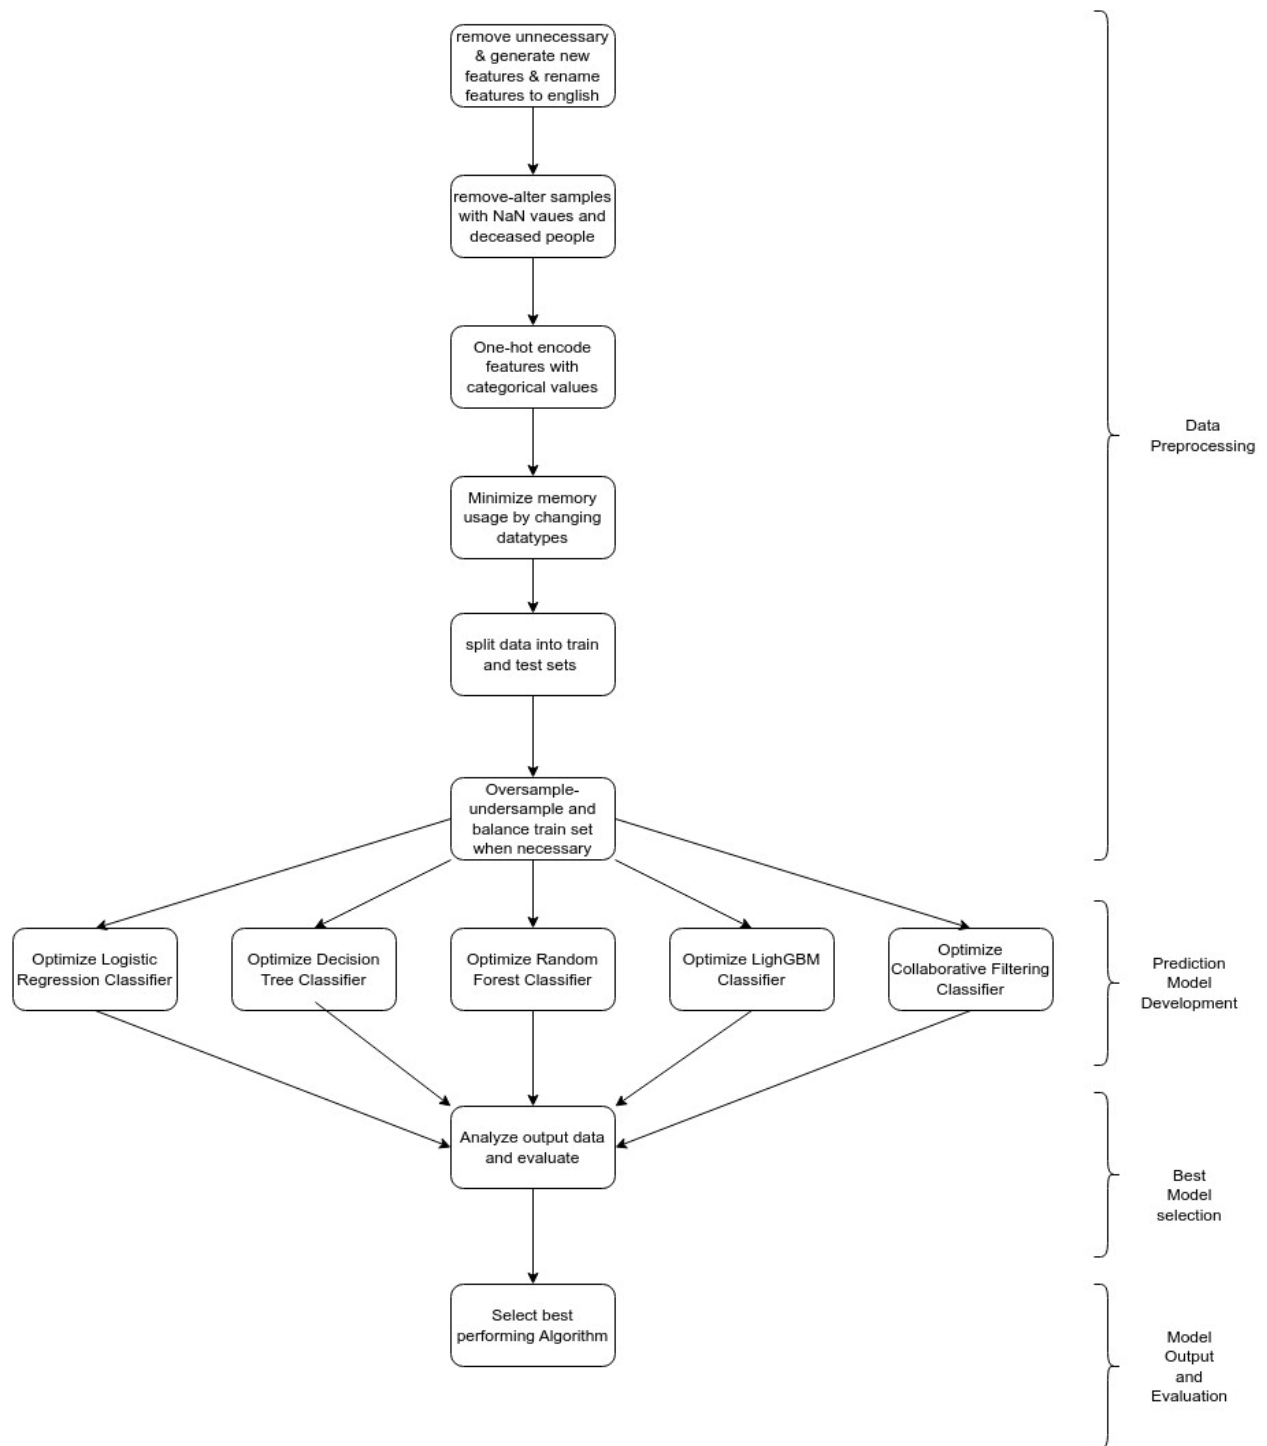 remove unnecessary
& generate new
features & rename
features to english
remove-alter samples
with NaN vaues and
deceased people
One-hot encode
features with
categorical values
Data
Preprocessing
Minimize memory
usage by changing
datatypes
split data into train
and test sets
Oversample-
undersample and
balance train set
when necessary
Optimize Logistic
Regression Classifier
Optimize Decision
Tree Classifier
Optimize Random
Forest Classifier
Optimize LighGBM
Classifier
Optimize
Collaborative Filtering
Classifier
Prediction
Model
Development
Analyze output data
and evaluate
Best
Model
selection
Select best
performing Algorithm
Model
Output
and
Evaluation